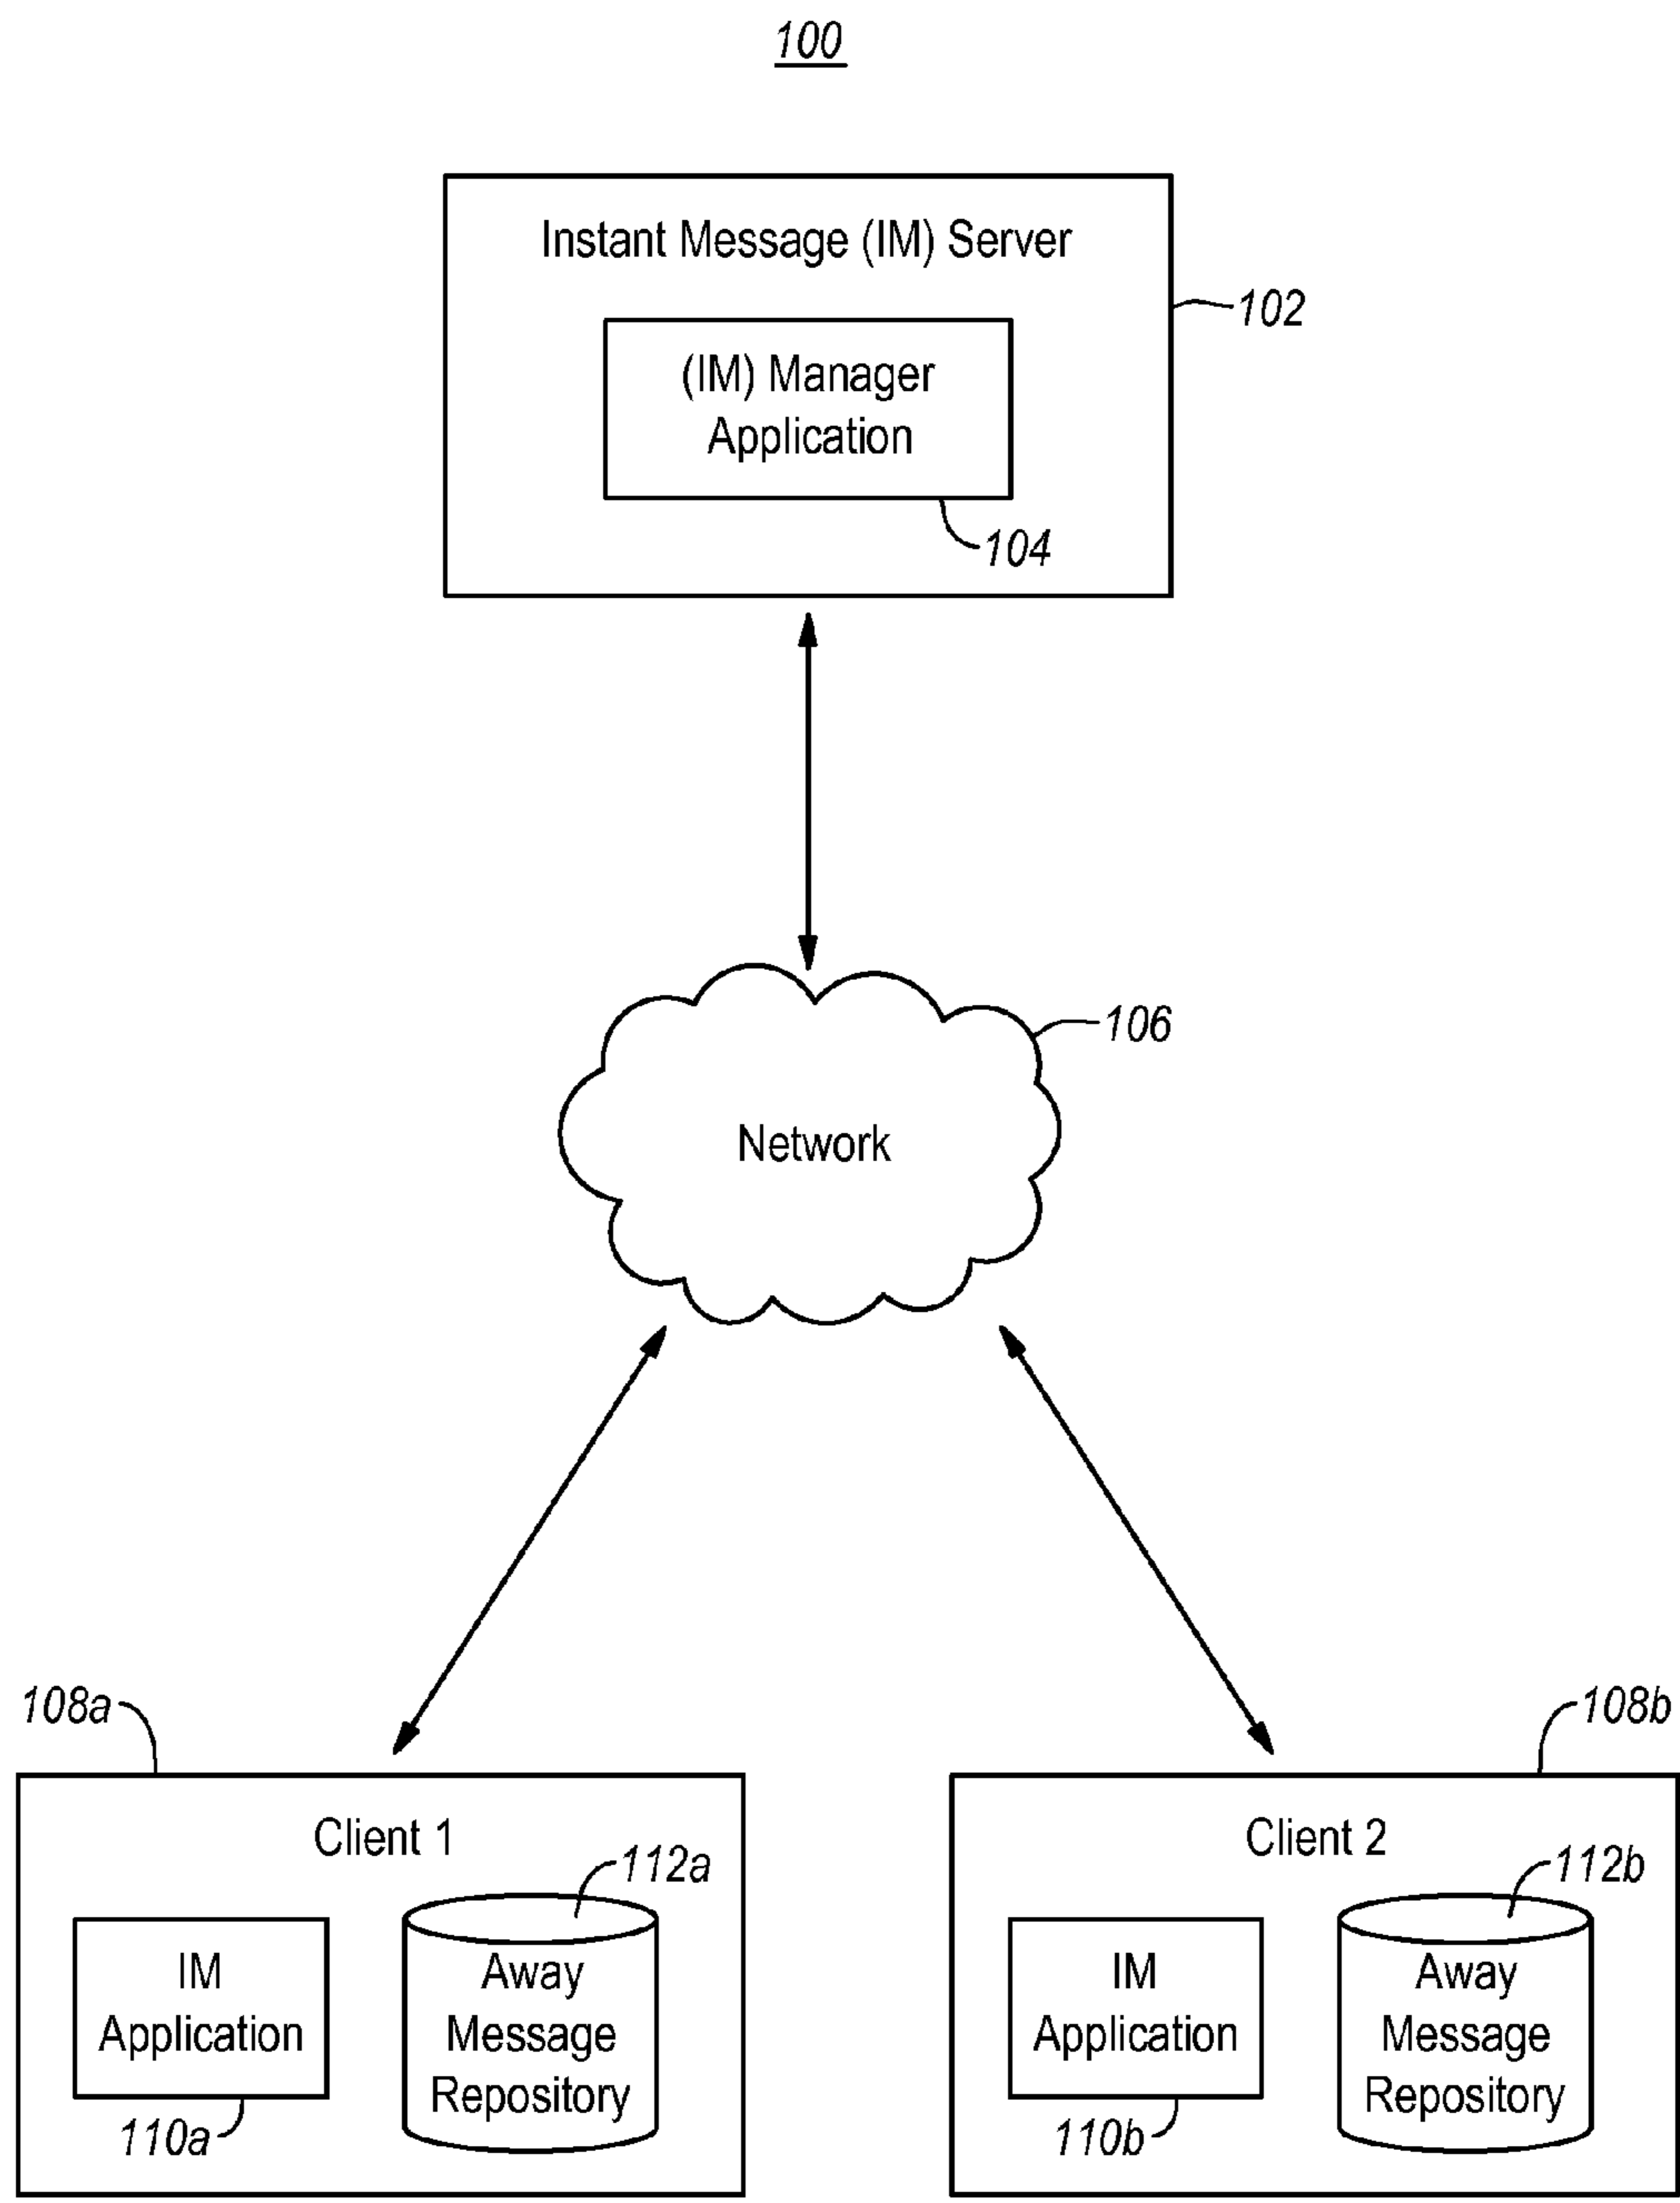 100
Instant Message (IM) Server
102
(IM) Manager
Application
104
106
Network
108a
108b
Client 1
112a
IM
Application
Away
Message
Repository
110a
Client 2
112b
IM
Application
Away
Message
Repository
110b